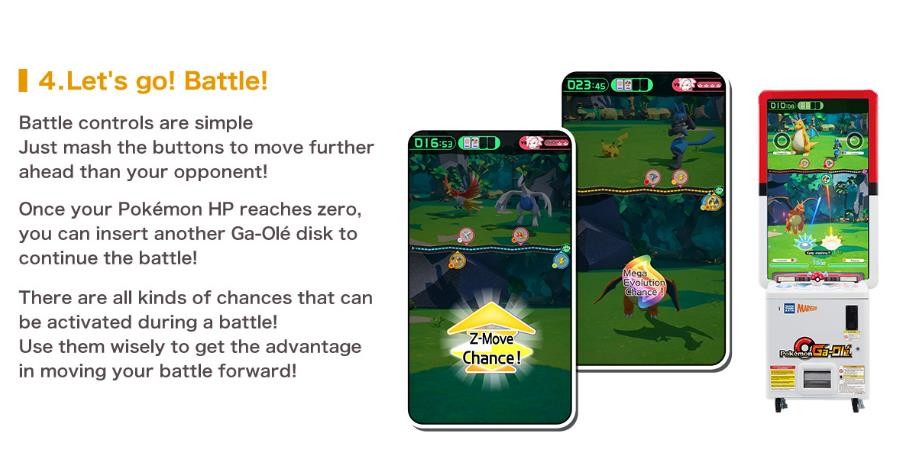 4.Let's go! Battle!
Battle controls are simple
Just mash the buttons to move further
ahead than your opponent!
Once your Pokémon HP reaches zero,
you can insert another Ga-Olé disk to
continue the battle!
There are all kinds of chances that can
be activated during a battle!
Use them wisely to get the advantage
in moving your battle forward!
016:53
Z-Move
Chance!
023:45
Mega
Evolution
Chance!
010:08
MARVELOUS
Pokémon Ga-Olé